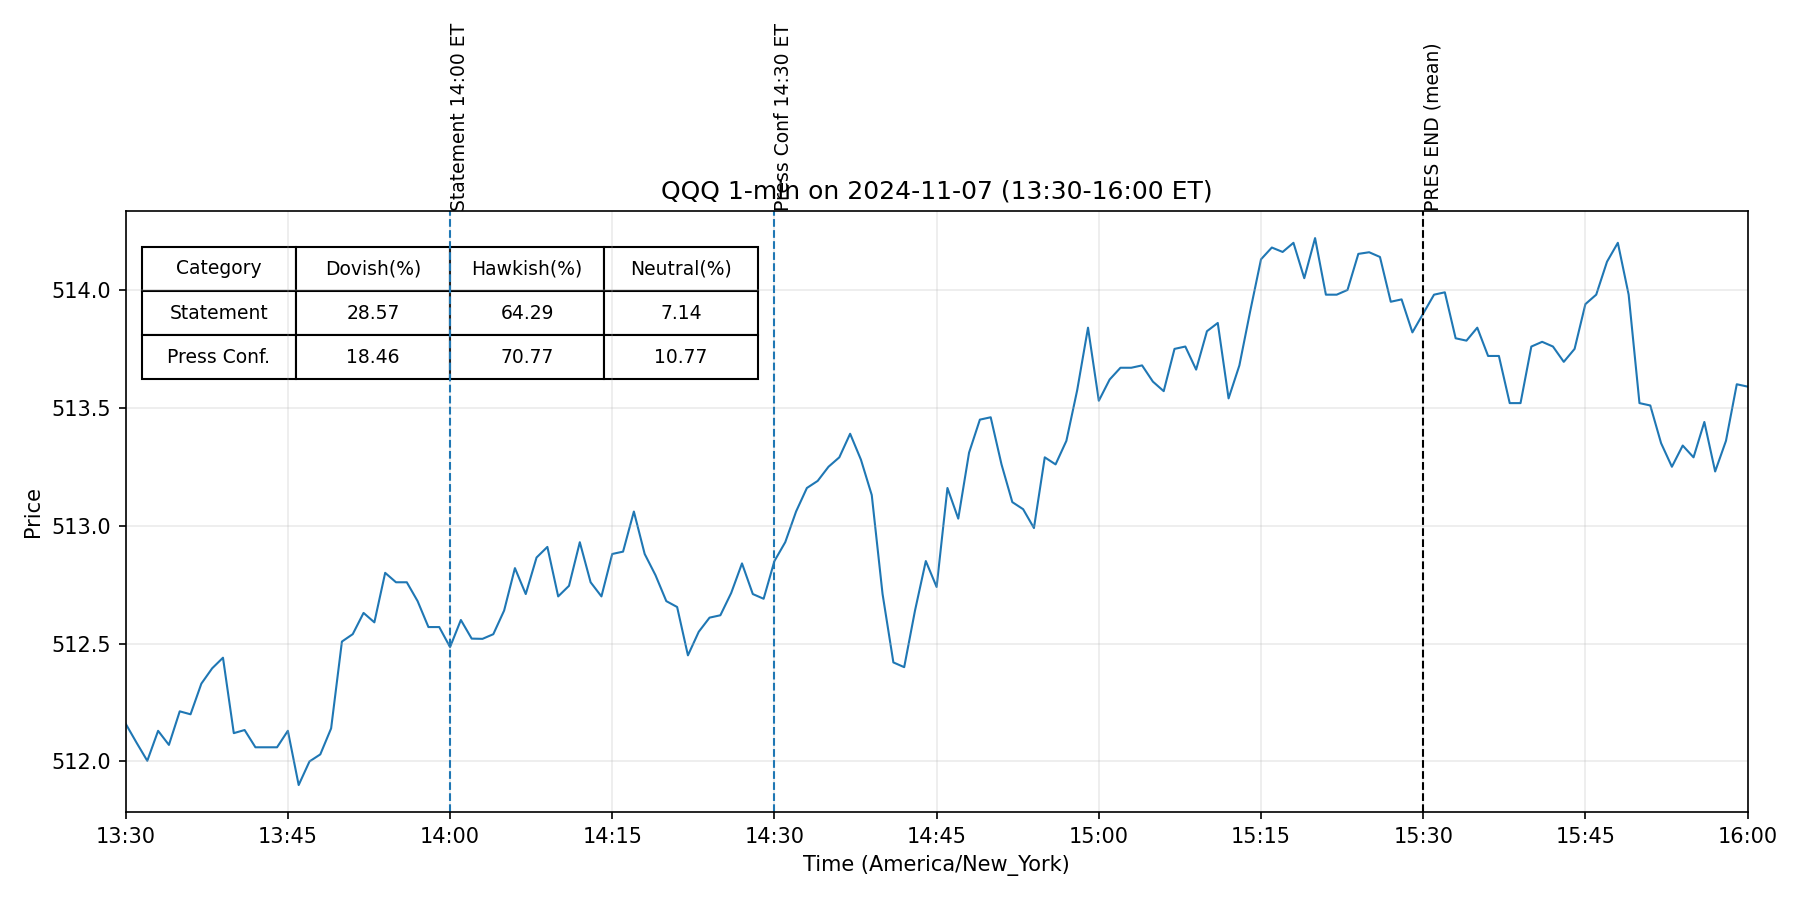 Statement 14:00 ET
Press Conf 14:30 ET
PRES END (mean)
QQQ 1-min on 2024-11-07 (13:30-16:00 ET)
Category Dovish(%) Hawkish(%) Neutral(%)
Statement 28.57 64.29 7.14
Press Conf. 18.46 70.77 10.77
Price
514.0
513.5
513.0
512.5
512.0
13:30 13:45 14:00 14:15 14:30 14:45 15:00 15:15 15:30 15:45 16:00
Time (America/New_York)